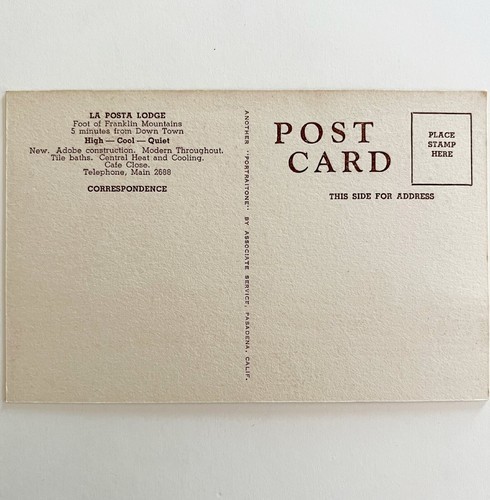 LA POSTA LODGE
Foot of Franklin Mountains
5 minutes from Down Town
High — Cool — Quiet
New. Adobe construction. Modern Throughout.
Tile baths. Central Heat and Cooling.
Cafe Close.
Telephone, Main 2688
CORRESPONDENCE
ANOTHER "PORTRAITONE" BY ASSOCIATE SERVICE, PASADENA, CALIF.
POST
CARD
PLACE
STAMP
HERE
THIS SIDE FOR ADDRESS